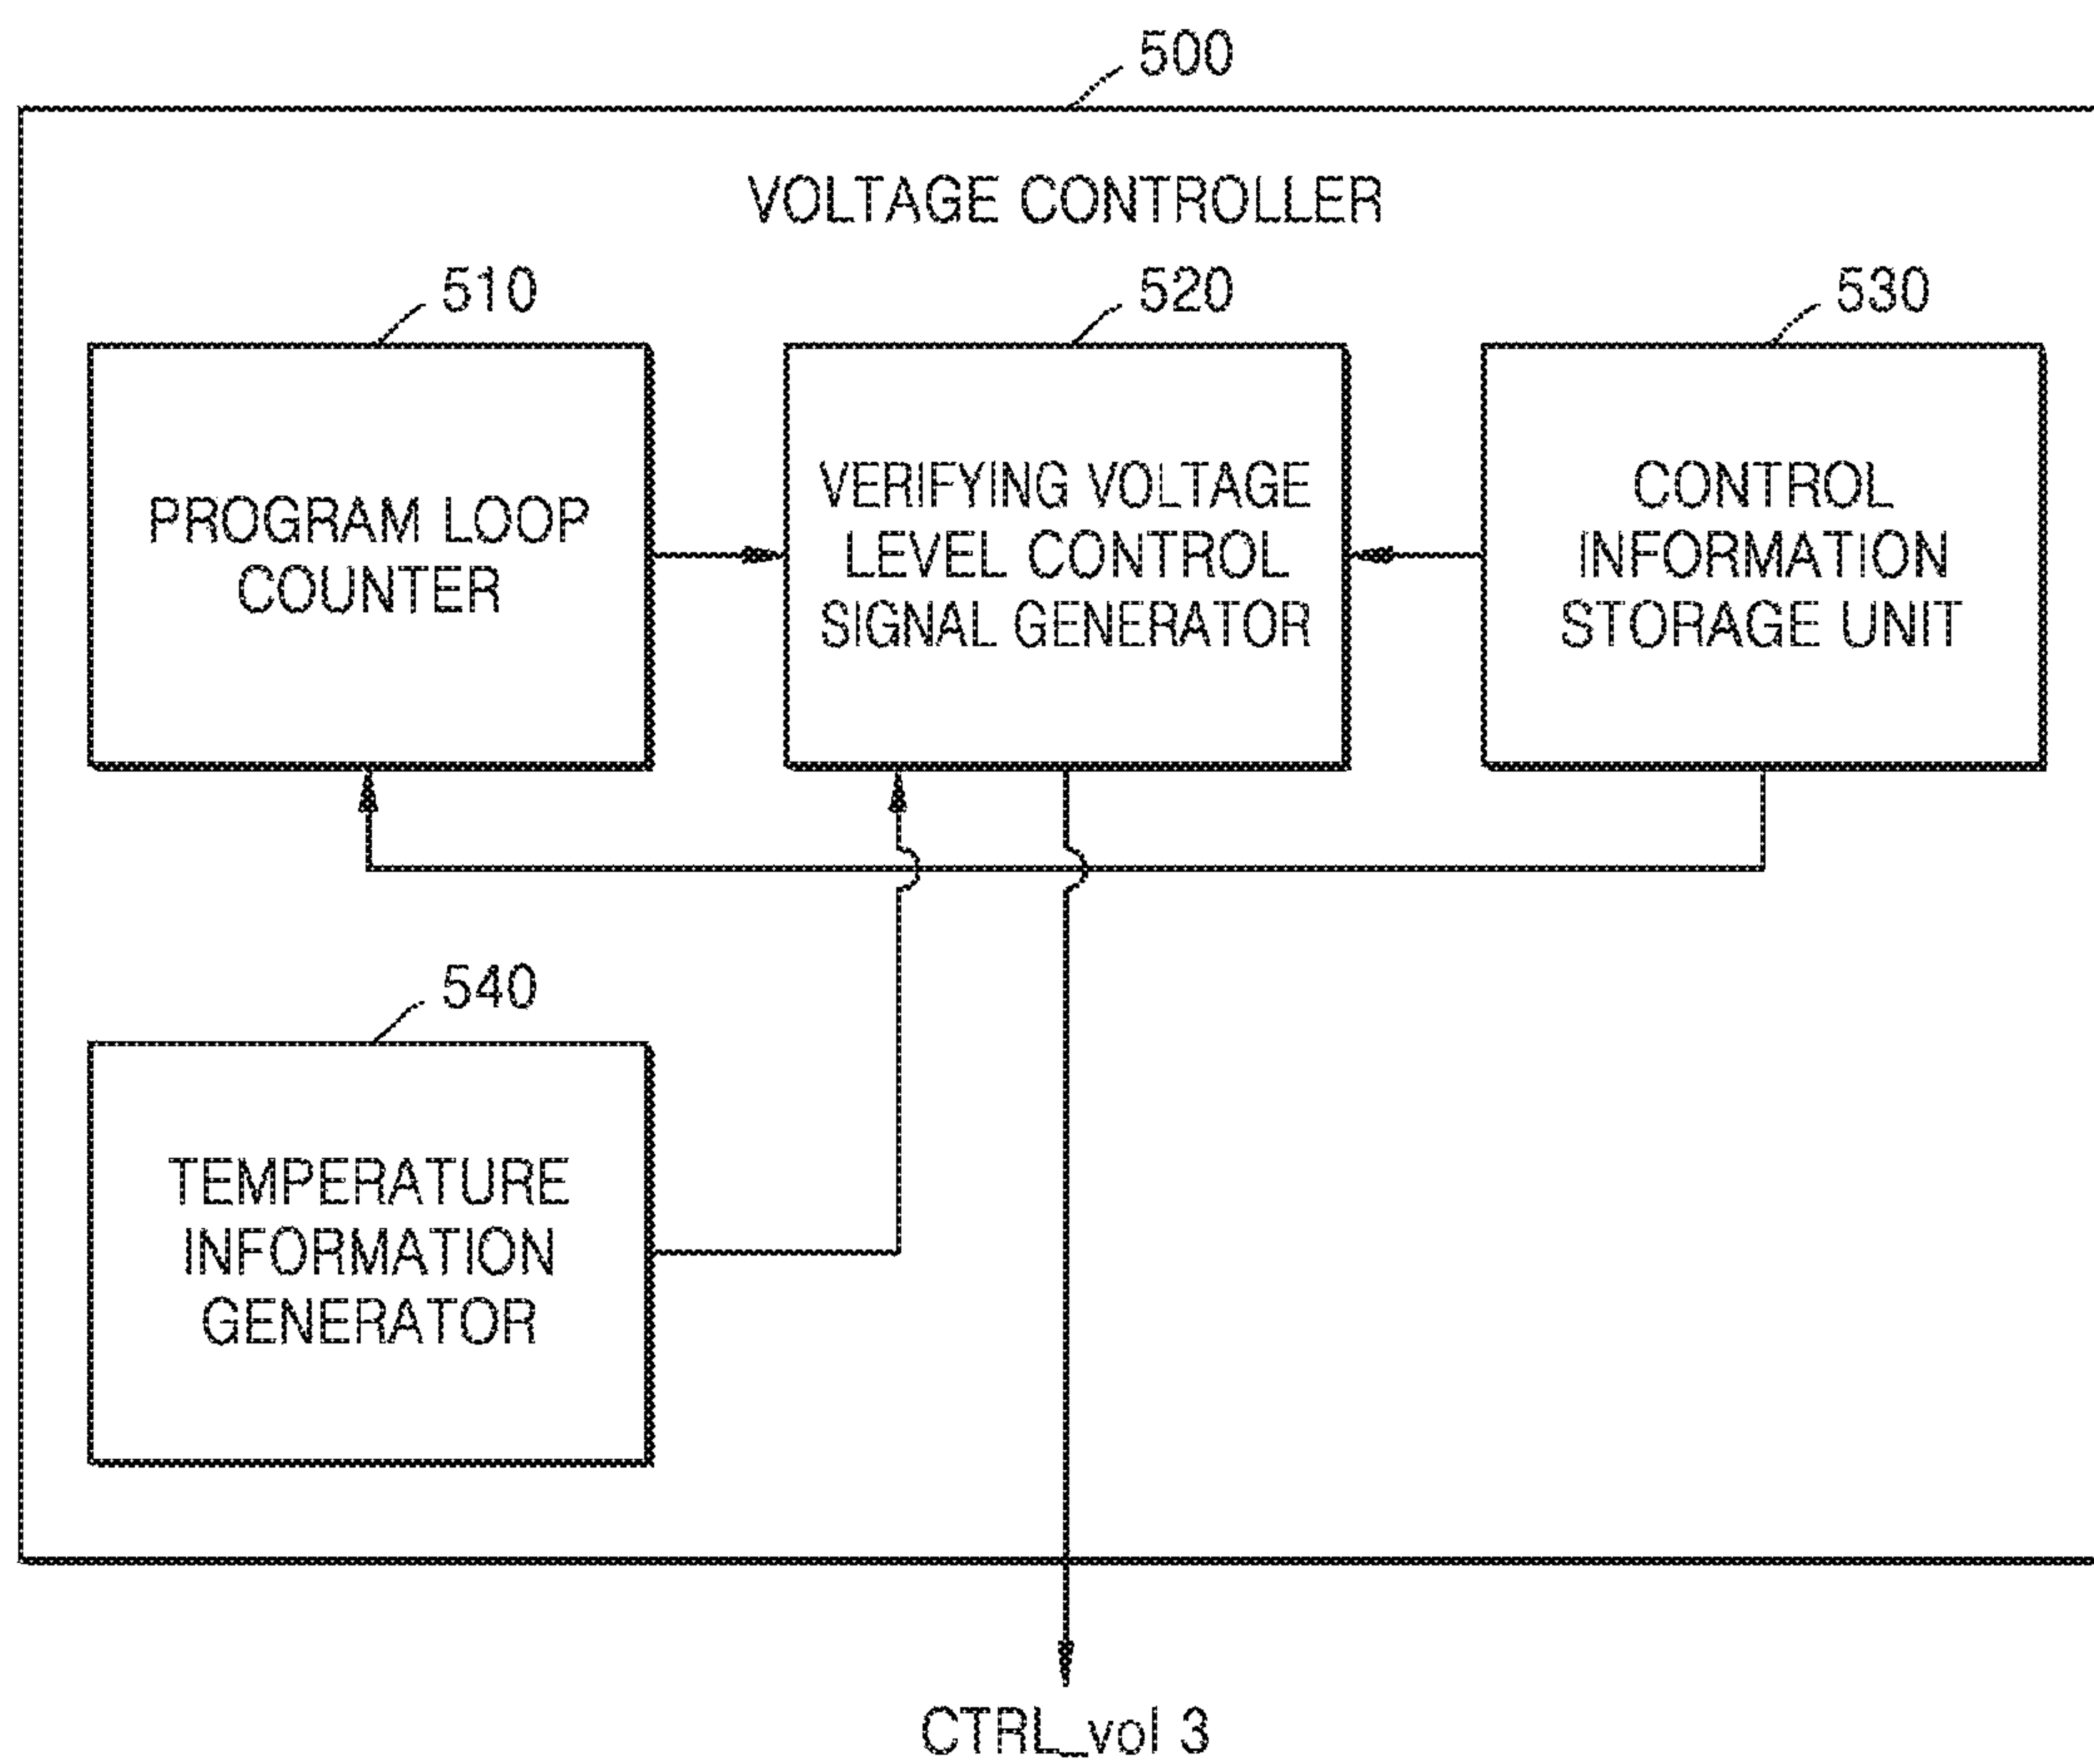 500
VOLTAGE CONTROLLER
510
520
530
PROGRAM LOOP
COUNTER
VERIFYING VOLTAGE
LEVEL CONTROL
SIGNAL GENERATOR
CONTROL
INFORMATION
STORAGE UNIT
540
TEMPERATURE
INFORMATION
GENERATOR
CTRL_vol 3